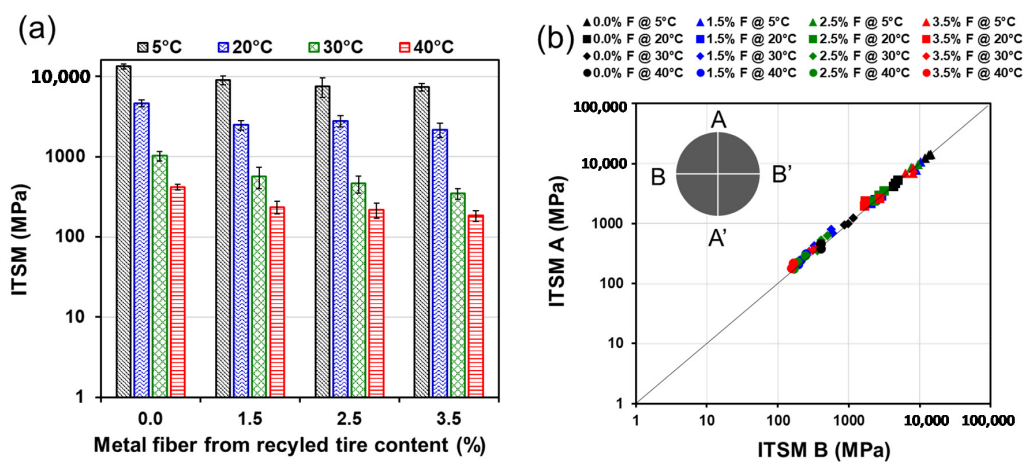 (a)
5°C 20°C 30°C 40°C
10,000
1000
100
10
1
ITSM (MPa)
0.0 1.5 2.5 3.5
Metal fiber from recyled tire content (%)
(b)
0.0% F @ 5°C 1.5% F @ 5°C 2.5% F @ 5°C 3.5% F @ 5°C
0.0% F @ 20°C 1.5% F @ 20°C 2.5% F @ 20°C 3.5% F @ 20°C
0.0% F @ 30°C 1.5% F @ 30°C 2.5% F @ 30°C 3.5% F @ 30°C
0.0% F @ 40°C 1.5% F @ 40°C 2.5% F @ 40°C 3.5% F @ 40°C
100,000
10,000
1000
100
10
1
ITSM A (MPa)
A
B B'
A'
1 10 100 1000 10,000 100,000
ITSM B (MPa)